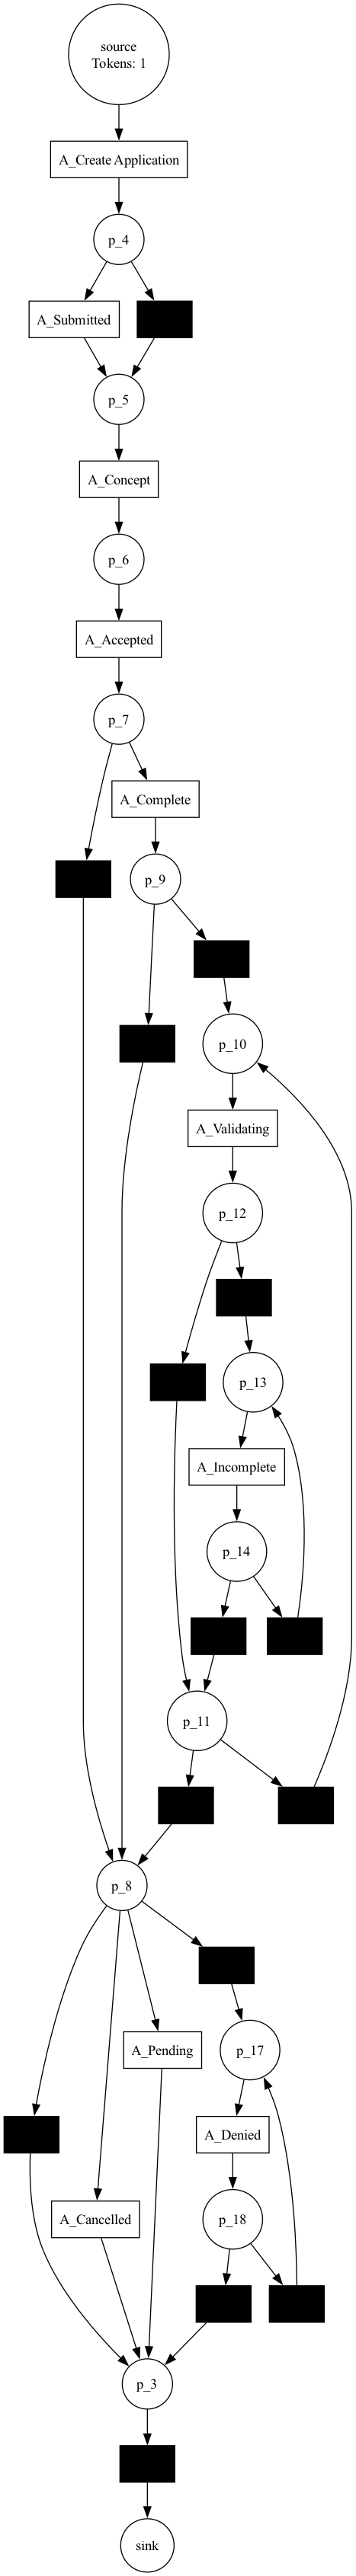 source
Tokens: 1
A_Create Application
p_4
A_Submitted
p_5
A_Concept
p_6
A_Accepted
p_7
A_Complete
p_9
p_10
A_Validating
p_12
p_13
A_Incomplete
p_14
p_11
p_8
p_17
A_Pending
A_Denied
A_Cancelled
p_18
p_3
sink